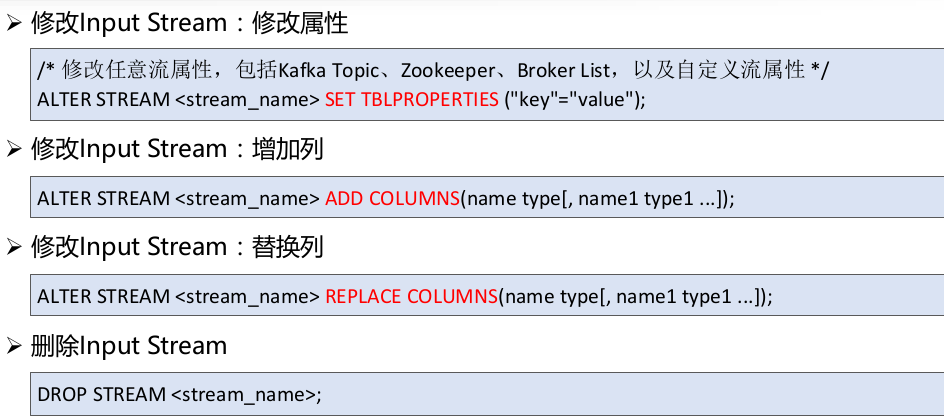 ➢ 修改Input Stream：修改属性
/* 修改任意流属性，包括Kafka Topic、Zookeeper、Broker List，以及自定义流属性 */
ALTER STREAM <stream_name> SET TBLPROPERTIES ("key"="value");
➢ 修改Input Stream：增加列
ALTER STREAM <stream_name> ADD COLUMNS(name type[, name1 type1 ...]);
➢ 修改Input Stream：替换列
ALTER STREAM <stream_name> REPLACE COLUMNS(name type[, name1 type1 ...]);
➢ 删除Input Stream
DROP STREAM <stream_name>;